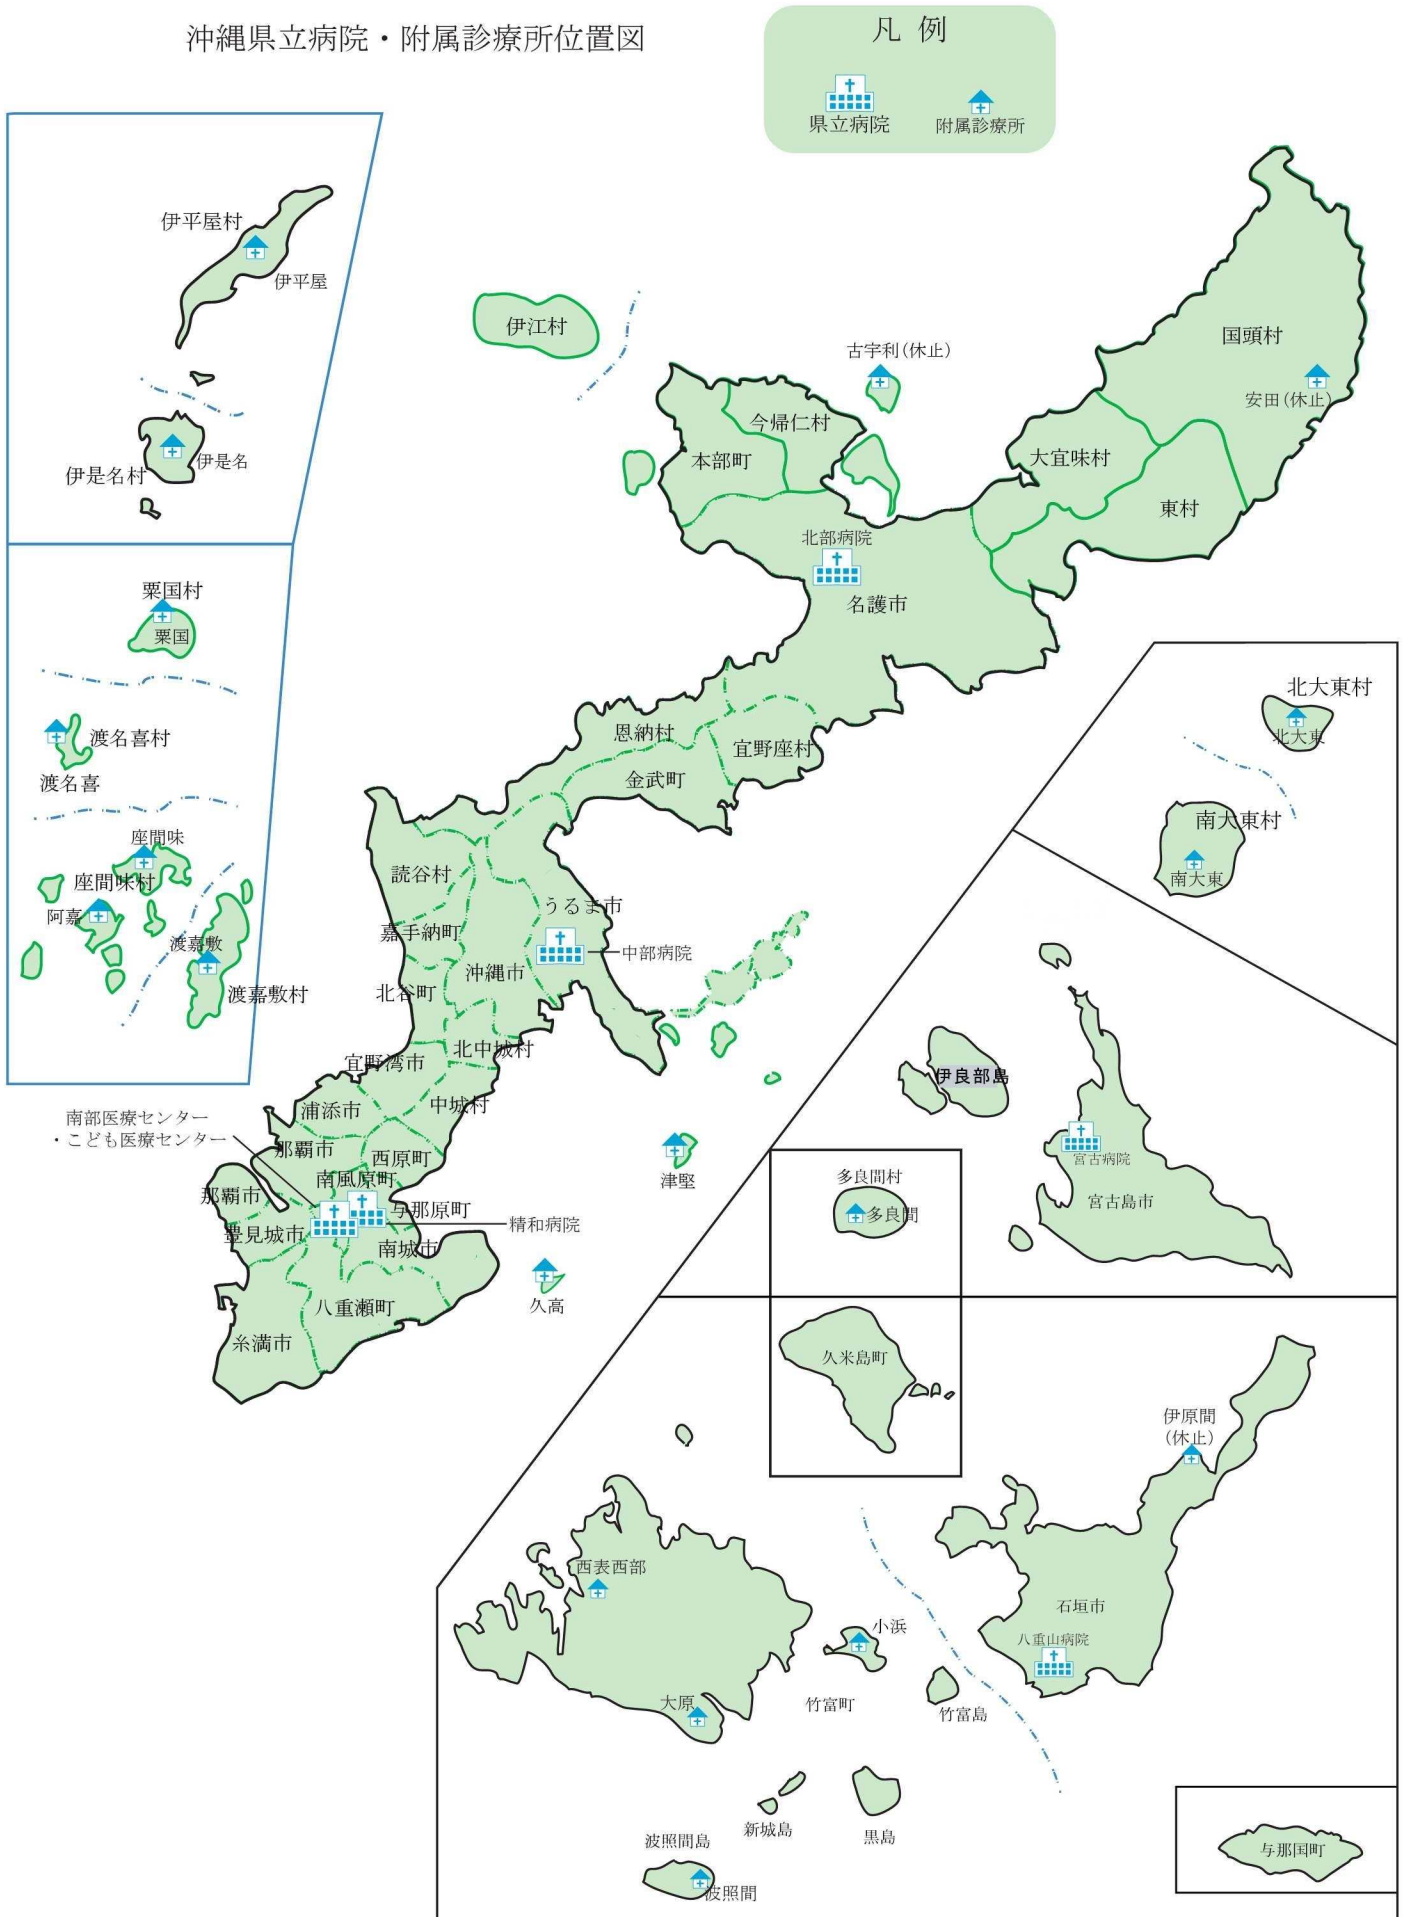 沖縄県立病院・附属診療所位置図
凡 例
県立病院
附属診療所
伊平屋村
伊平屋
伊是名村
伊是名
伊江村
古宇利(休止)
国頭村
安田(休止)
今帰仁村
本部町
大宜味村
東村
北部病院
名護市
粟国村
粟国
渡名喜村
渡名喜
座間味
座間味村
阿嘉
渡嘉敷
渡嘉敷村
恩納村
宜野座村
金武町
北大東村
北大東
南大東村
南大東
読谷村
うるま市
嘉手納町
中部病院
沖縄市
北谷町
北中城村
宜野湾市
中城村
浦添市
南部医療センター
・こども医療センター
那覇市
西原町
南風原町
那覇市
与那原町
豊見城市
精和病院
南城市
八重瀬町
糸満市
津堅
久高
伊良部島
宮古病院
宮古島市
多良間村
多良間
久米島町
伊原間
(休止)
西表西部
石垣市
八重山病院
小浜
大原
竹富町
竹富島
新城島
黒島
波照間島
波照間
与那国町